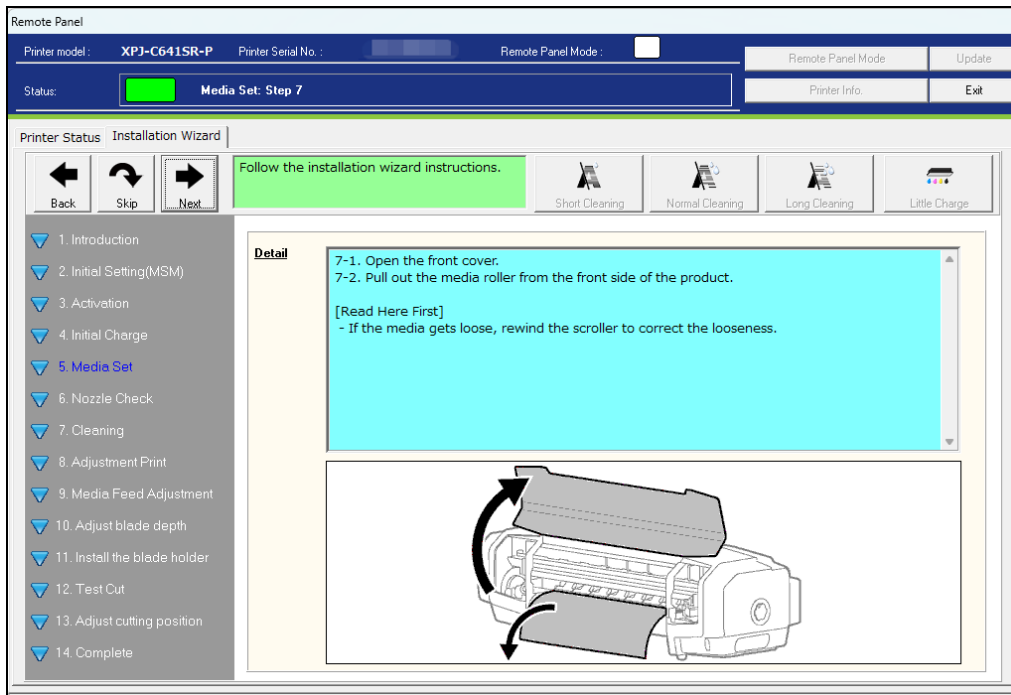 Remote Panel
Printer model : XPJ-C641SR-P Printer Serial No. : Remote Panel Mode :
Remote Panel Mode Update
Status: Media Set: Step 7
Printer Info. Exit
Printer Status Installation Wizard
Back Skip Next
Follow the installation wizard instructions.
Short Cleaning Normal Cleaning Long Cleaning Little Charge
1. Introduction
2. Initial Setting(MSM)
3. Activation
4. Initial Charge
5. Media Set
6. Nozzle Check
7. Cleaning
8. Adjustment Print
9. Media Feed Adjustment
10. Adjust blade depth
11. Install the blade holder
12. Test Cut
13. Adjust cutting position
14. Complete
Detail
7-1. Open the front cover.
7-2. Pull out the media roller from the front side of the product.
[Read Here First]
- If the media gets loose, rewind the scroller to correct the looseness.